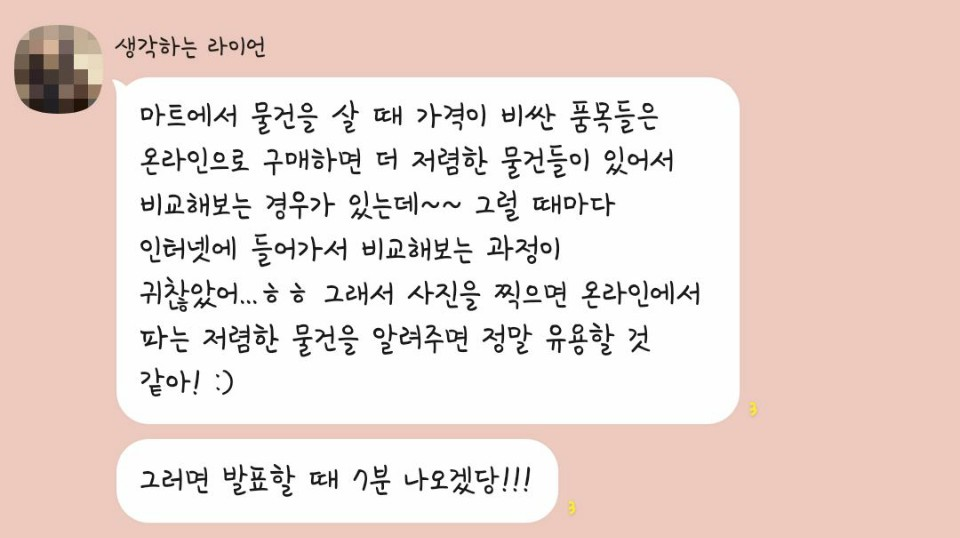 생각하는 라이언
마트에서 물건을 살 때 가격이 비싼 품목들은
온라인으로 구매하면 더 저렴한 물건들이 있어서
비교해보는 경우가 있는데~~ 그럴 때마다
인터넷에 들어가서 비교해보는 과정이
귀찮았어...ㅎㅎ 그래서 사진을 찍으면 온라인에서
파는 저렴한 물건을 알려주면 정말 유용할 것
같아! :)
3
그러면 발표할 때 7분 나오겠당!!!
3